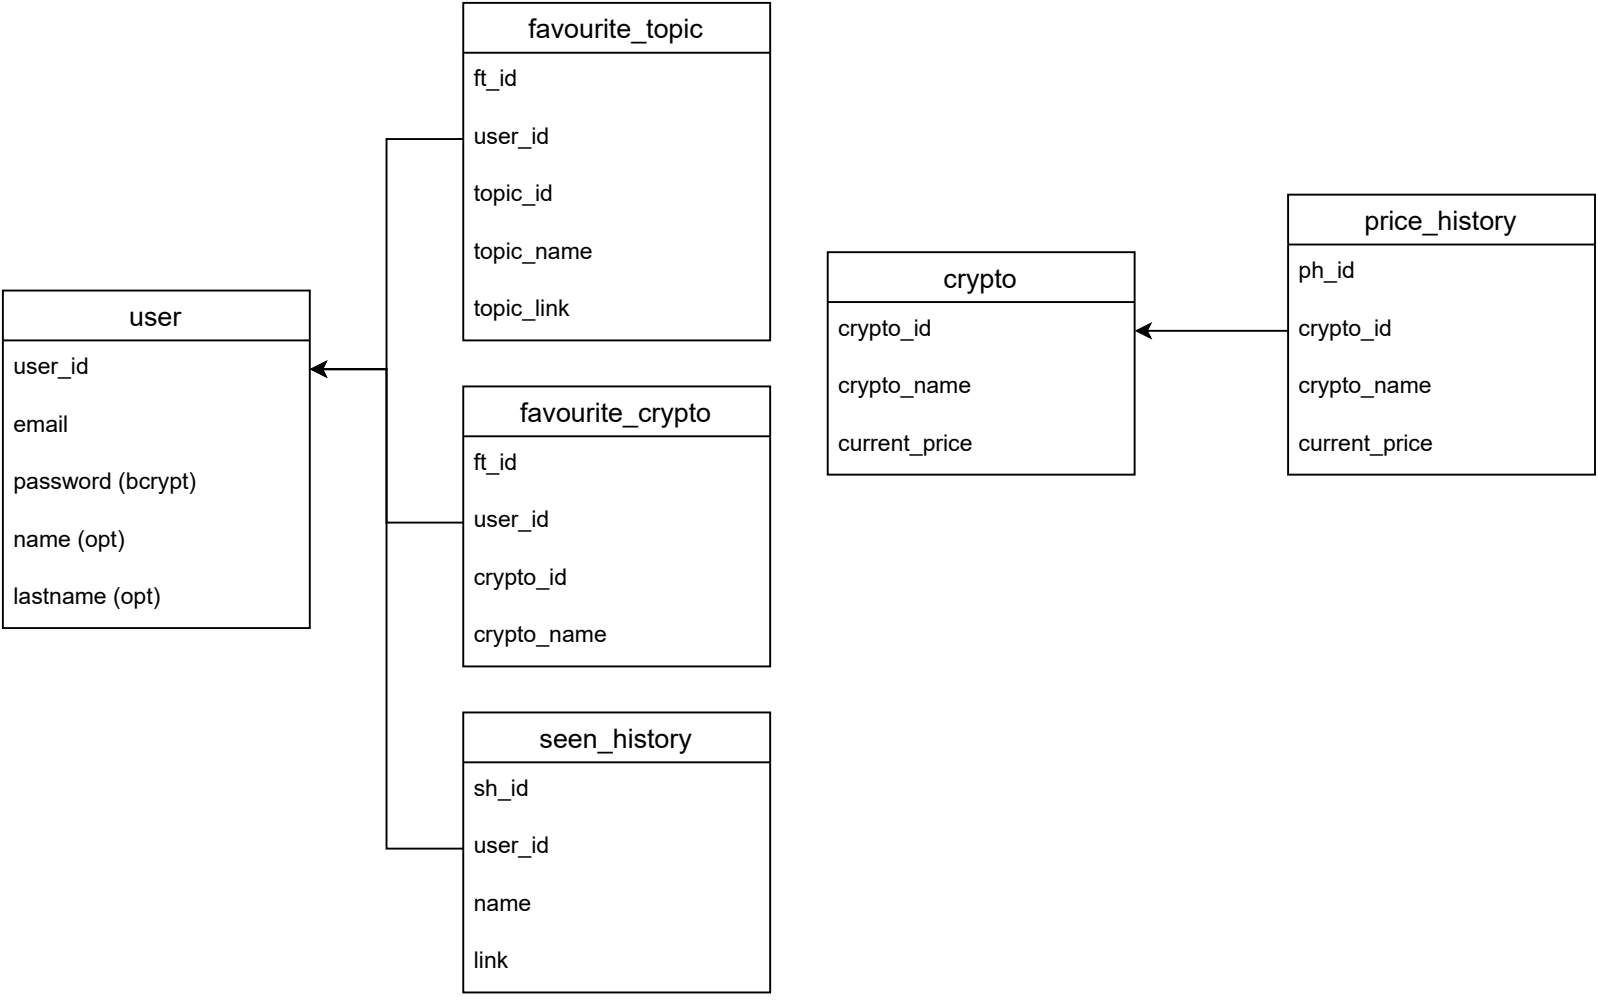 favourite_topic
ft_id
user_id
topic_id
topic_name
topic_link
user
user_id
email
password (bcrypt)
name (opt)
lastname (opt)
favourite_crypto
ft_id
user_id
crypto_id
crypto_name
seen_history
sh_id
user_id
name
link
crypto
crypto_id
crypto_name
current_price
price_history
ph_id
crypto_id
crypto_name
current_price